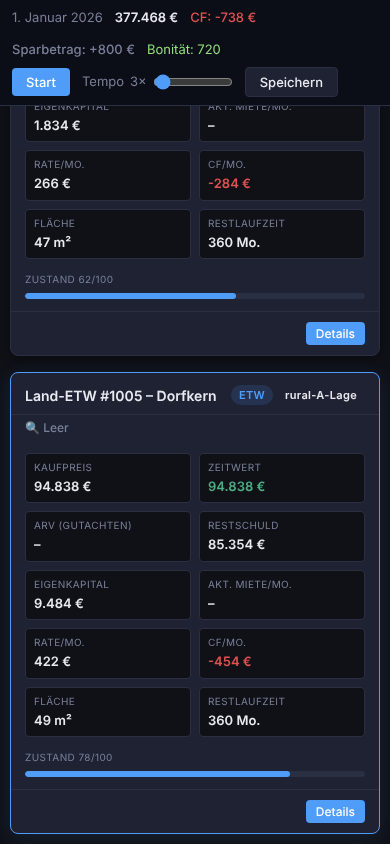 1. Januar 2026 377.468 € CF: -738 €
Sparbetrag: +800 € Bonität: 720
Start Tempo 3× Speichern
EIGENKAPITAL AKT. MIETE/MO.
1.834 € –
RATE/MO. CF/MO.
266 € -284 €
FLÄCHE RESTLAUFZEIT
47 m² 360 Mo.
ZUSTAND 62/100
Details
Land-ETW #1005 – Dorfkern ETW rural-A-Lage
🔍 Leer
KAUFPREIS ZEITWERT
94.838 € 94.838 €
ARV (GUTACHTEN) RESTSCHULD
– 85.354 €
EIGENKAPITAL AKT. MIETE/MO.
9.484 € –
RATE/MO. CF/MO.
422 € -454 €
FLÄCHE RESTLAUFZEIT
49 m² 360 Mo.
ZUSTAND 78/100
Details